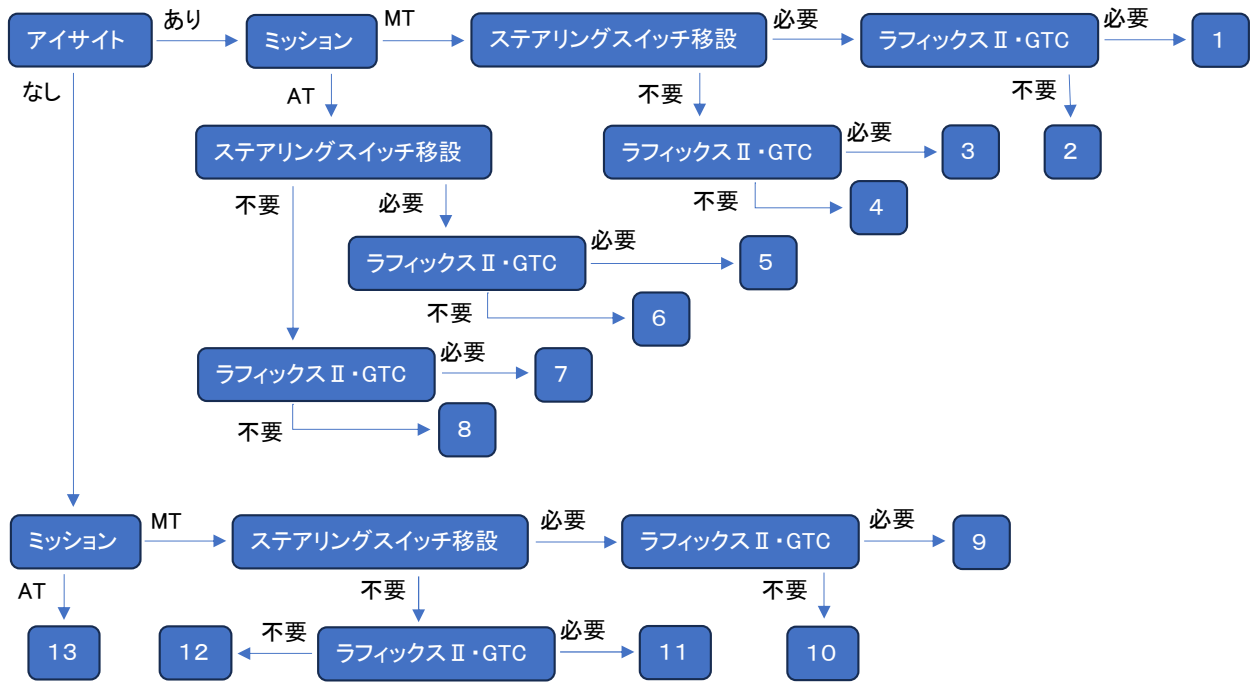 アイサイト
あり
ミッション
MT
ステアリングスイッチ移設
必要
ラフィックスⅡ・GTC
必要
1
なし
AT
不要
不要
ステアリングスイッチ移設
ラフィックスⅡ・GTC
必要
3
2
不要
必要
不要
4
ラフィックスⅡ・GTC
必要
5
不要
6
ラフィックスⅡ・GTC
必要
7
不要
8
ミッション
MT
ステアリングスイッチ移設
必要
ラフィックスⅡ・GTC
必要
9
AT
不要
不要
13
12
不要
ラフィックスⅡ・GTC
必要
11
10